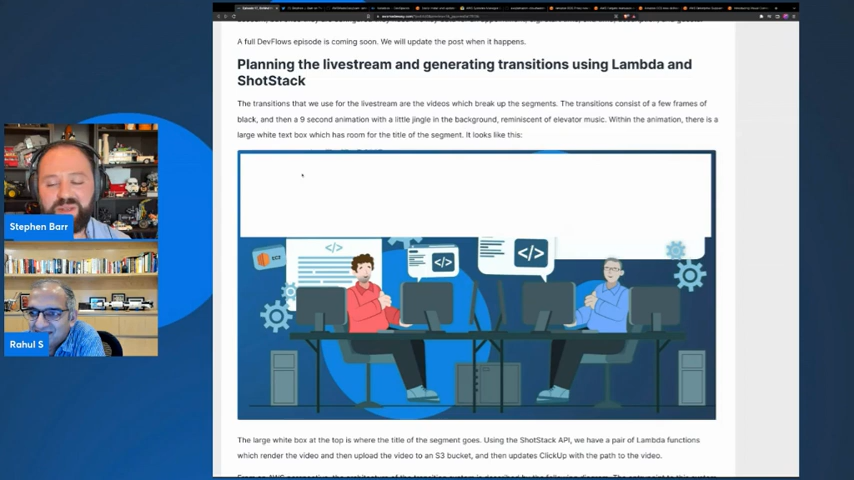 A full DevFlows episode is coming soon. We will update the post when it happens.
Planning the livestream and generating transitions using Lambda and
ShotStack
The transitions that we use for the livestream are the videos which break up the segments. The transitions consist of a few frames of
black, and then a 9 second animation with a little jingle in the background, reminiscent of elevator music. Within the animation, there is a
large white text box which has room for the title of the segment. It looks like this:
Stephen Barr
Rahul S
</>
</>
</>
The large white box at the top is where the title of the segment goes. Using the ShotStack API, we have a pair of Lambda functions
which render the video and then upload the video to an S3 bucket, and then updates ClickUp with the path to the video.